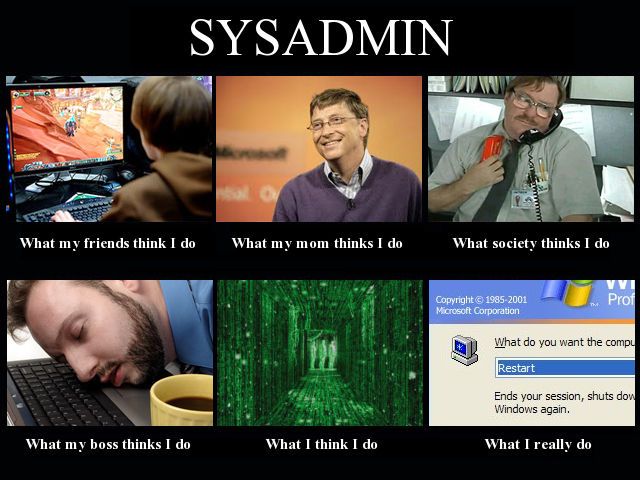 SYSADMIN
Microsoft
What my friends think I do
What my mom thinks I do
What society thinks I do
Copyright © 1985-2001
Microsoft Corporation
Prof
What do you want the compu
Restart
Ends your session, shuts dow
Windows again.
What my boss thinks I do
What I think I do
What I really do